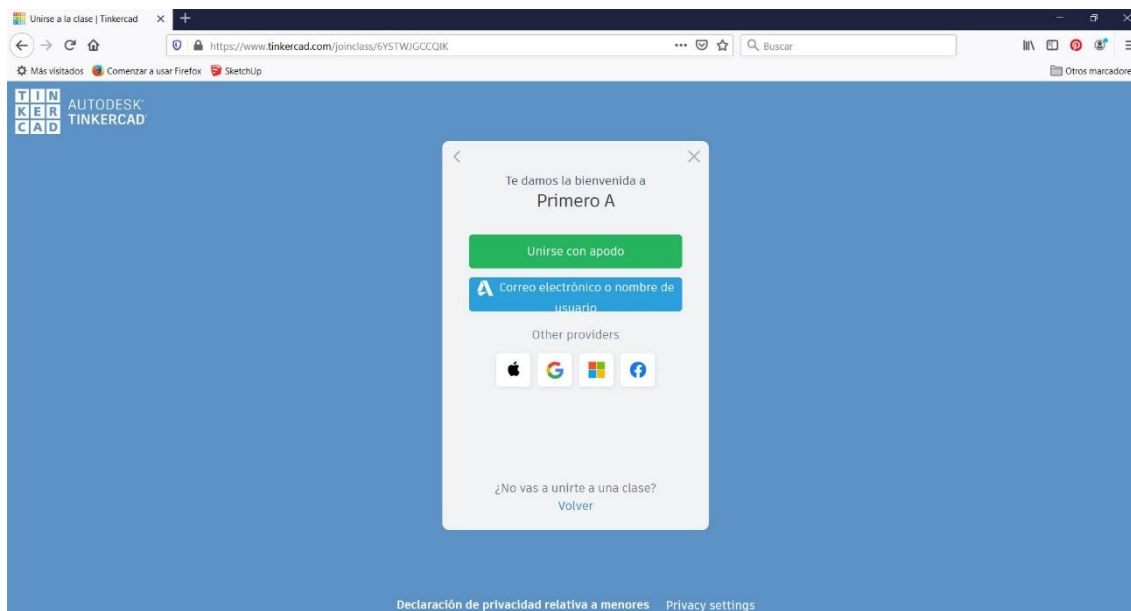 Unirse a la clase | Tinkercad
https://www.tinkercad.com/joinclass/6YSTWJGCCQIK
Buscar
Más visitados Comenzar a usar Firefox SketchUp Otros marcadore
TIN
KER
CAD
AUTODESK
TINKERCAD
Te damos la bienvenida a
Primero A
Unirse con apodo
Correo electrónico o nombre de
usuario
Other providers
¿No vas a unirte a una clase?
Volver
Declaración de privacidad relativa a menores Privacy settings